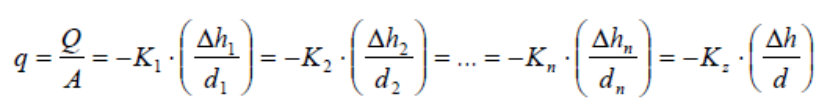 q = Q/A = −K₁ · (Δh₁/d₁) = −K₂ · (Δh₂/d₂) = ... = −Kₙ · (Δhₙ/dₙ) = −K_z · (Δh/d)